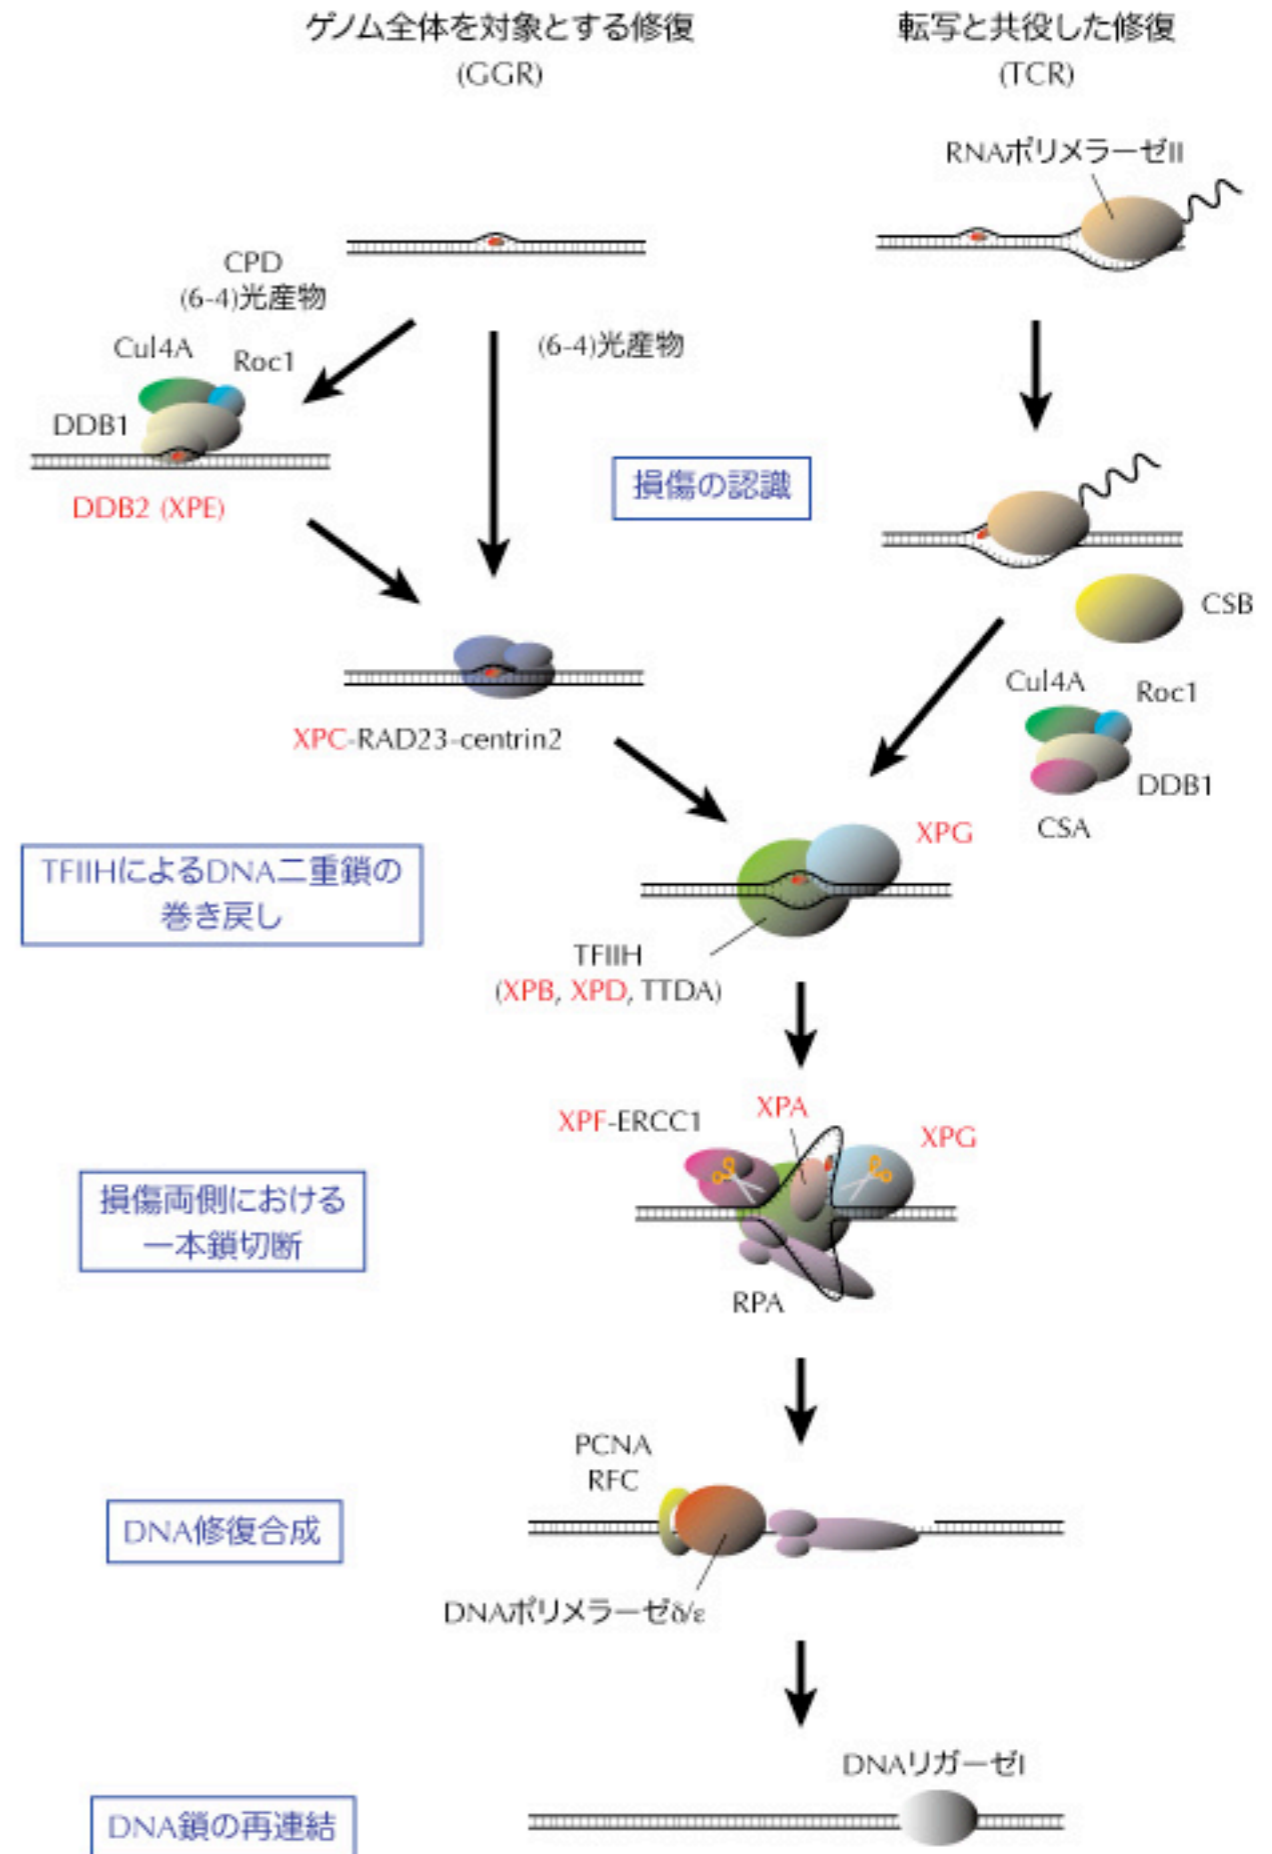 ゲノム全体を対象とする修復
(GGR)
転写と共役した修復
(TCR)
RNAポリメラーゼII
CPD
(6-4)光産物
(6-4)光産物
Cul4A
Roc1
DDB1
DDB2 (XPE)
損傷の認識
CSB
Cul4A
Roc1
DDB1
CSA
XPC-RAD23-centrin2
XPG
TFIIHによるDNA二重鎖の
巻き戻し
TFIIH
(XPB, XPD, TTDA)
XPF-ERCC1
XPA
XPG
損傷両側における
一本鎖切断
RPA
PCNA
RFC
DNA修復合成
DNAポリメラーゼδ/ε
DNAリガーゼI
DNA鎖の再連結